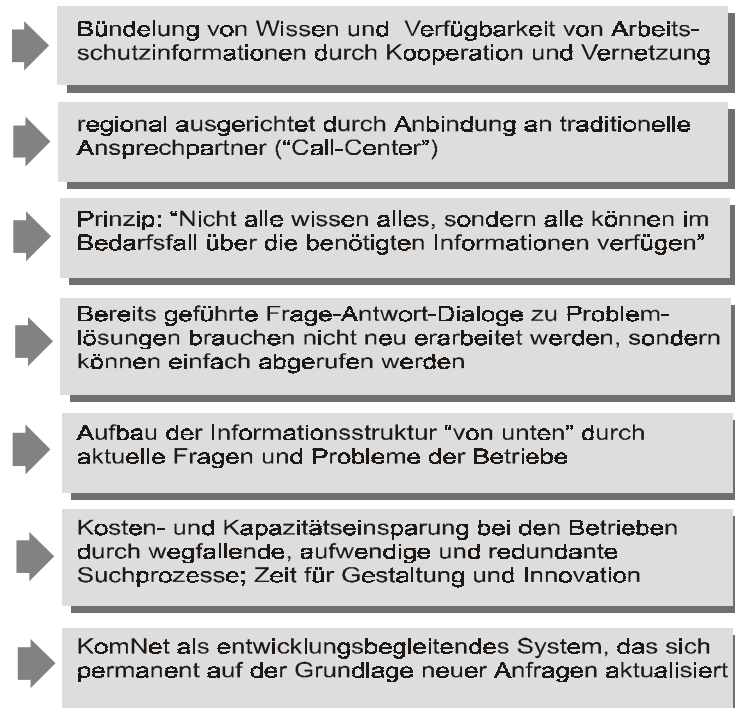 Bündelung von Wissen und Verfügbarkeit von Arbeits-
schutzinformationen durch Kooperation und Vernetzung
regional ausgerichtet durch Anbindung an traditionelle
Ansprechpartner (“Call-Center”)
Prinzip: “Nicht alle wissen alles, sondern alle können im
Bedarfsfall über die benötigten Informationen verfügen”
Bereits geführte Frage-Antwort-Dialoge zu Problem-
lösungen brauchen nicht neu erarbeitet werden, sondern
können einfach abgerufen werden
Aufbau der Informationsstruktur “von unten” durch
aktuelle Fragen und Probleme der Betriebe
Kosten- und Kapazitätseinsparung bei den Betrieben
durch wegfallende, aufwendige und redundante
Suchprozesse; Zeit für Gestaltung und Innovation
KomNet als entwicklungsbegleitendes System, das sich
permanent auf der Grundlage neuer Anfragen aktualisiert